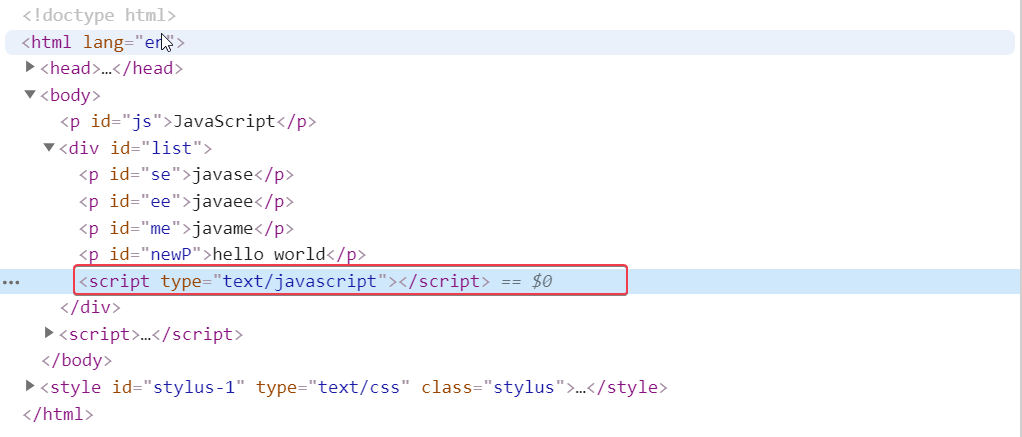 <!doctype html>
<html lang="en">
<head>…</head>
<body>
<p id="js">JavaScript</p>
<div id="list">
<p id="se">javase</p>
<p id="ee">javaee</p>
<p id="me">javame</p>
<p id="newP">hello world</p>
<script type="text/javascript"></script> == $0
</div>
<script>…</script>
</body>
<style id="stylus-1" type="text/css" class="stylus">…</style>
</html>